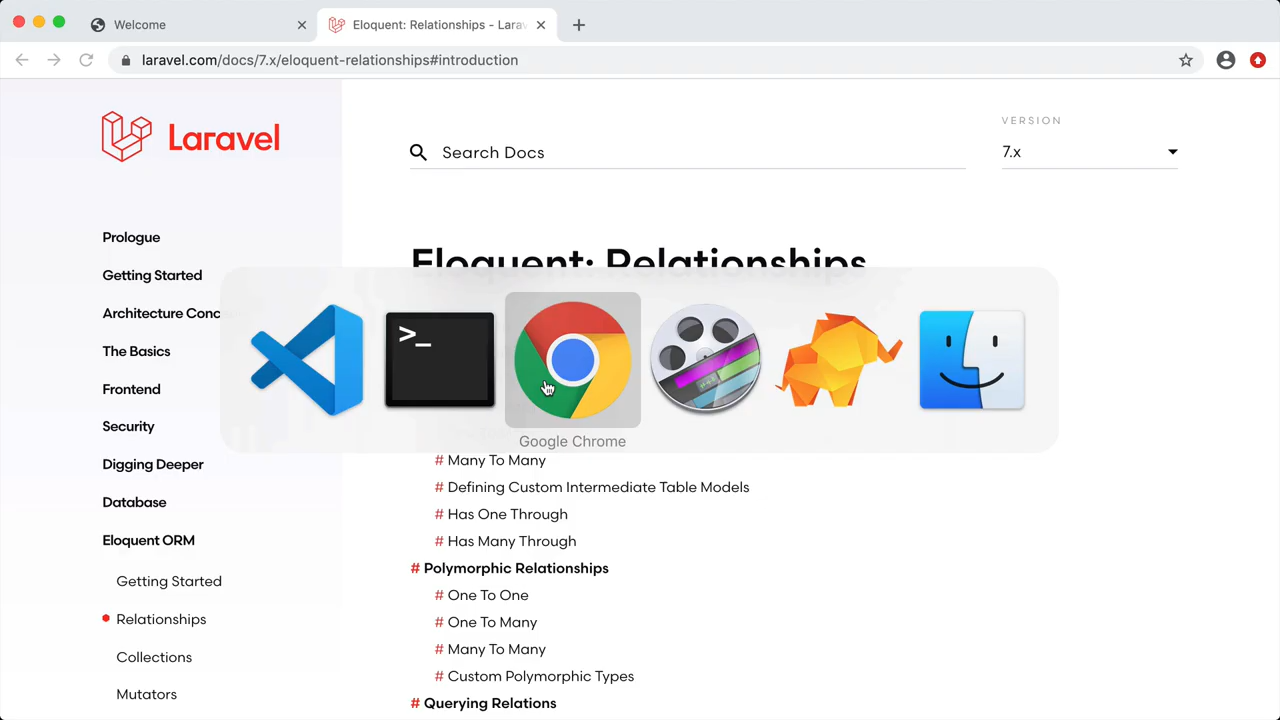 Welcome
Eloquent: Relationships - Larav
laravel.com/docs/7.x/eloquent-relationships#introduction
Laravel
VERSION
Search Docs
7.x
Prologue
Getting Started
Architecture Conc
The Basics
Frontend
Security
Digging Deeper
Database
Eloquent ORM
Getting Started
Relationships
Collections
Mutators
Eloquent: Relationships
>_
Google Chrome
# Many To Many
# Defining Custom Intermediate Table Models
# Has One Through
# Has Many Through
# Polymorphic Relationships
# One To One
# One To Many
# Many To Many
# Custom Polymorphic Types
# Querying Relations